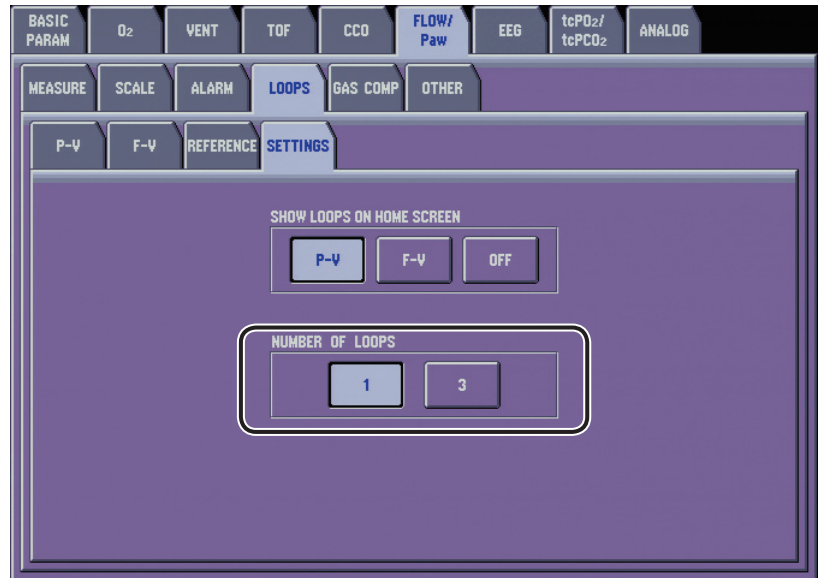 BASIC PARAM O2 VENT TOF CCO FLOW/ Paw EEG tcPO2/ tcPCO2 ANALOG
MEASURE SCALE ALARM LOOPS GAS COMP OTHER
P-V F-V REFERENCE SETTINGS
SHOW LOOPS ON HOME SCREEN
P-V F-V OFF
NUMBER OF LOOPS
1 3